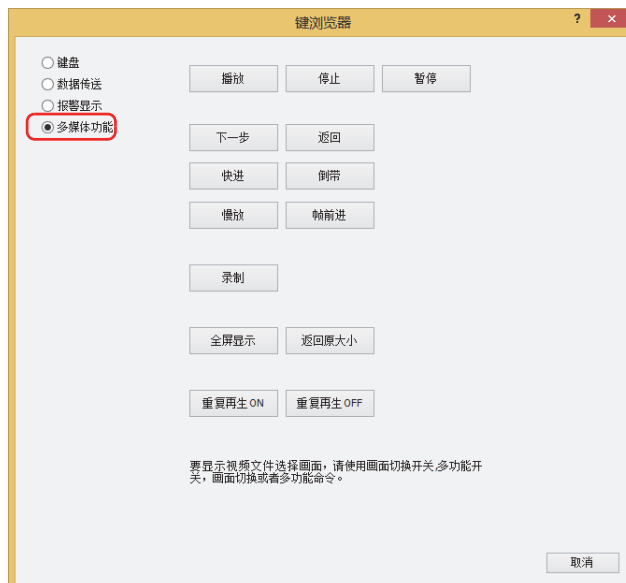 键浏览器
?
键盘
数据传送
报警显示
多媒体功能
播放 停止 暂停
下一步 返回
快进 倒带
慢放 帧前进
录制
全屏显示 返回原大小
重复再生 ON 重复再生 OFF
要显示视频文件选择画面，请使用画面切换开关,多功能开
关，画面切换或者多功能命令。
取消